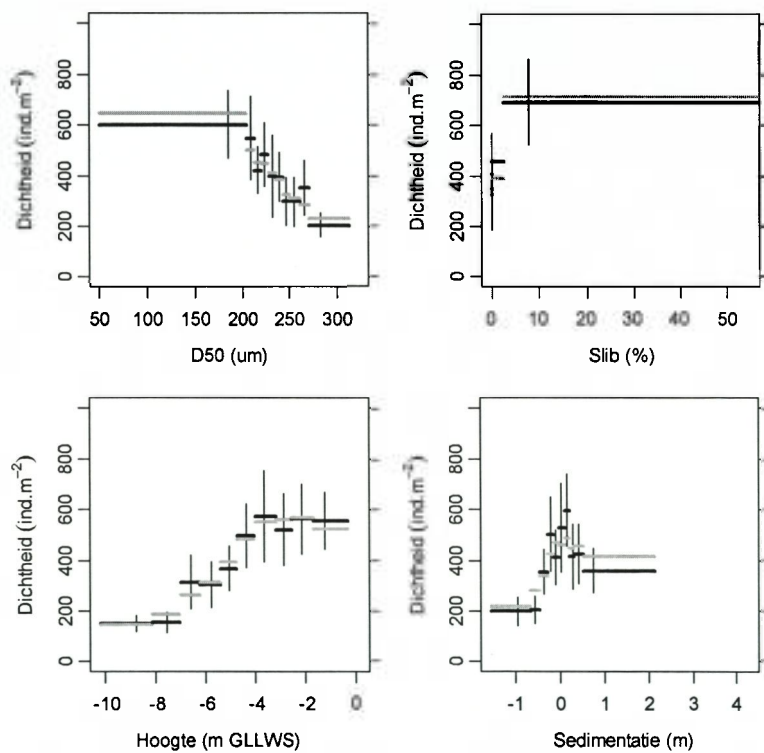 Dichtheid (ind.m⁻²)
0 200 400 600 800
50 100 150 200 250 300
D50 (um)
Dichtheid (ind.m⁻²)
0 200 400 600 800
0 10 20 30 40 50
Slib (%)
Dichtheid (ind.m⁻²)
0 200 400 600 800
-10 -8 -6 -4 -2 0
Hoogte (m GLLWS)
Dichtheid (ind.m⁻²)
0 200 400 600 800
-1 0 1 2 3 4
Sedimentatie (m)